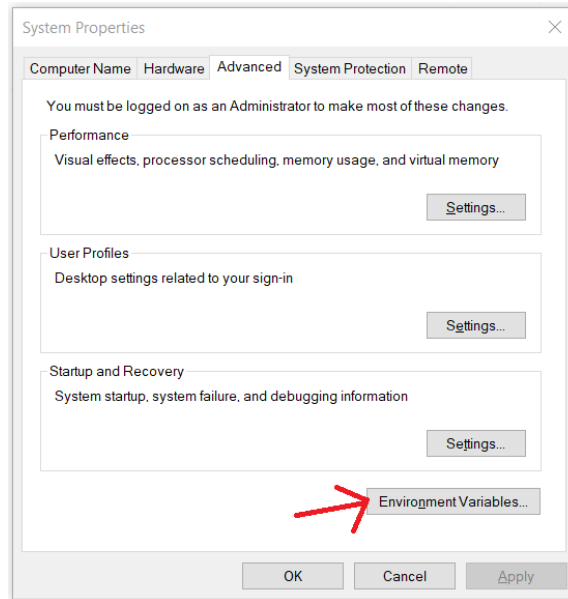 System Properties
Computer Name Hardware Advanced System Protection Remote
You must be logged on as an Administrator to make most of these changes.
Performance
Visual effects, processor scheduling, memory usage, and virtual memory
Settings...
User Profiles
Desktop settings related to your sign-in
Settings...
Startup and Recovery
System startup, system failure, and debugging information
Settings...
Environment Variables...
OK Cancel Apply